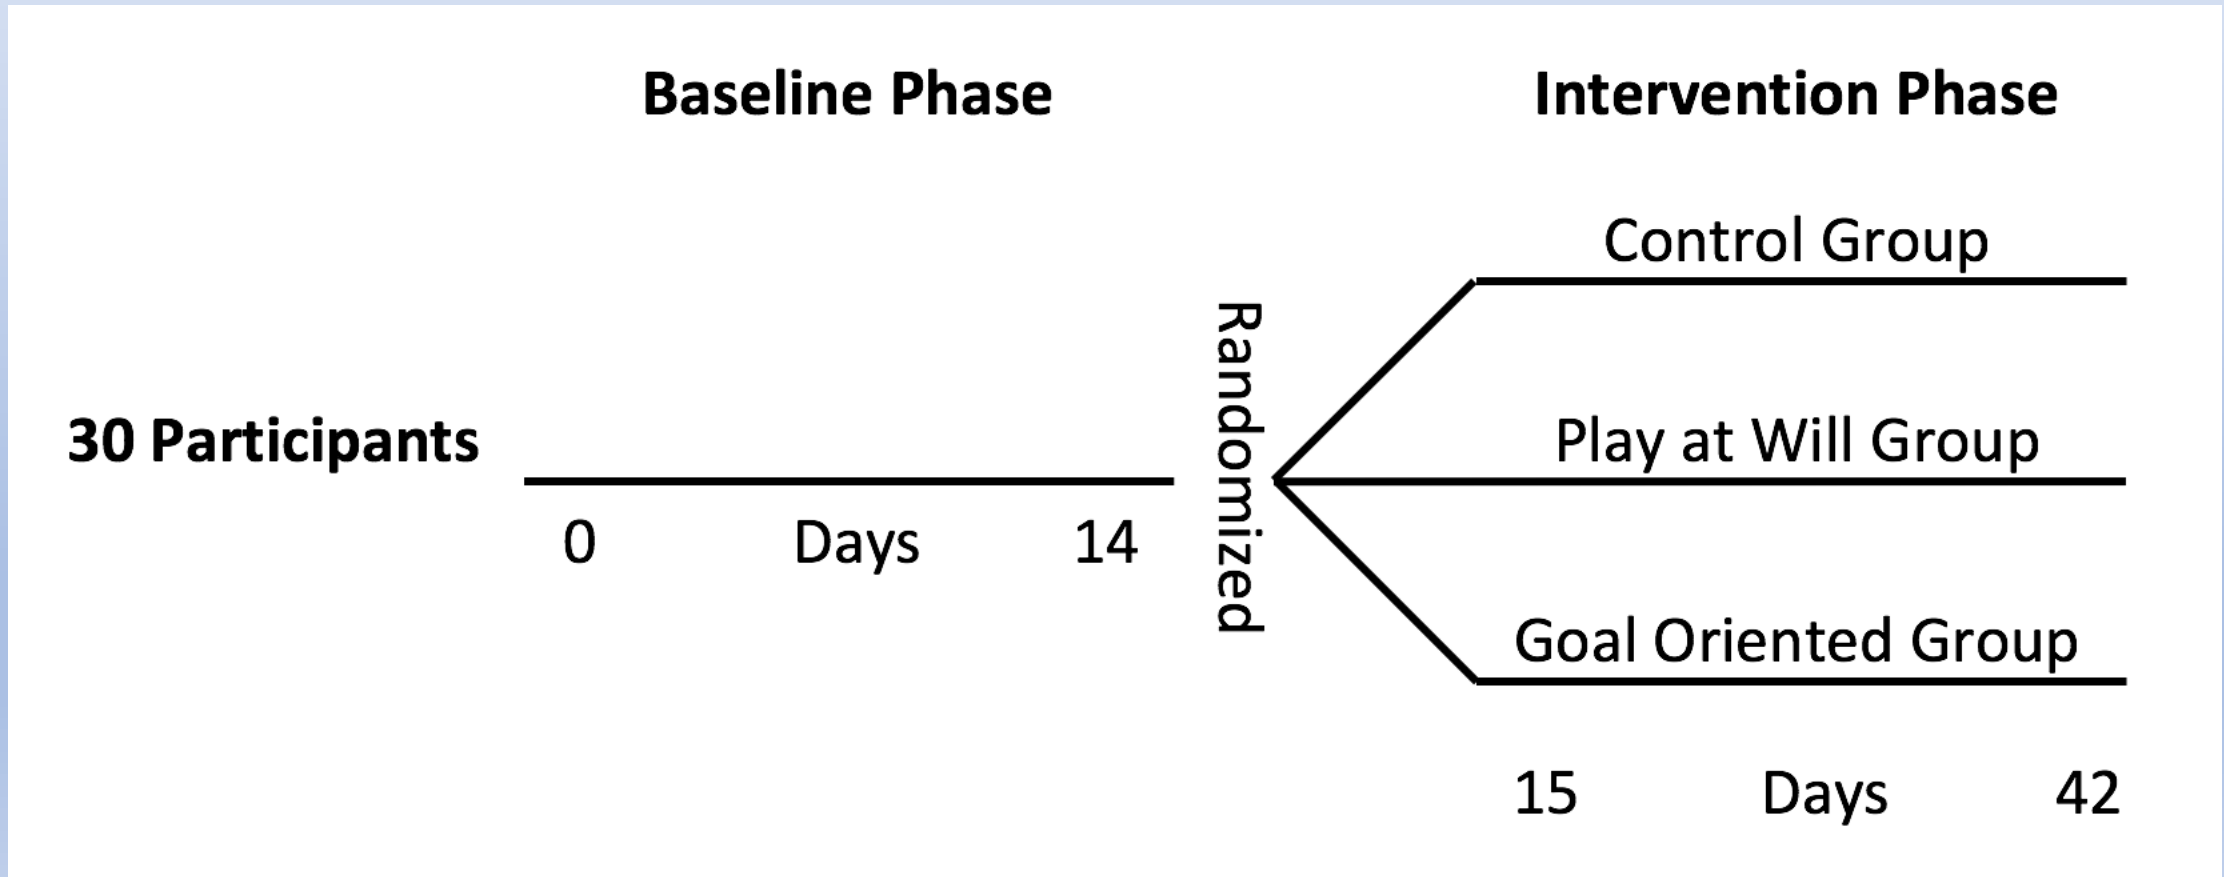 Baseline Phase
Intervention Phase
30 Participants
0 Days 14
Randomized
Control Group
Play at Will Group
Goal Oriented Group
15 Days 42